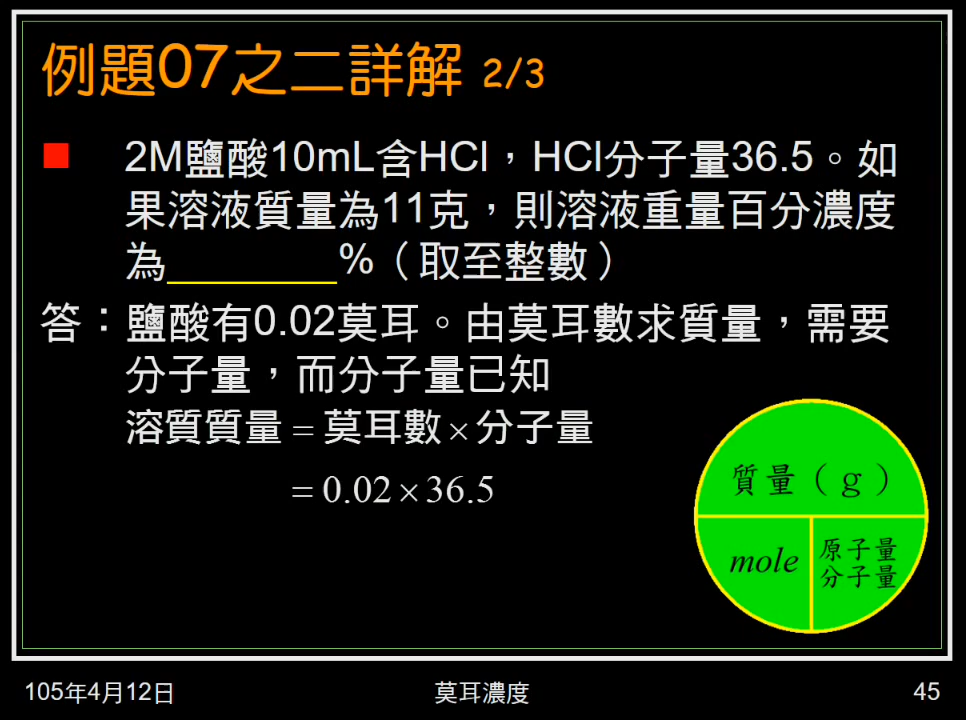 例題07之二詳解 2/3
2M鹽酸10mL含HCl，HCl分子量36.5。如
果溶液質量為11克，則溶液重量百分濃度
為________%（取至整數）
答：鹽酸有0.02莫耳。由莫耳數求質量，需要
分子量，而分子量已知
溶質質量=莫耳數×分子量
=0.02×36.5
質量（g）
mole
原子量
分子量
105年4月12日
莫耳濃度
45